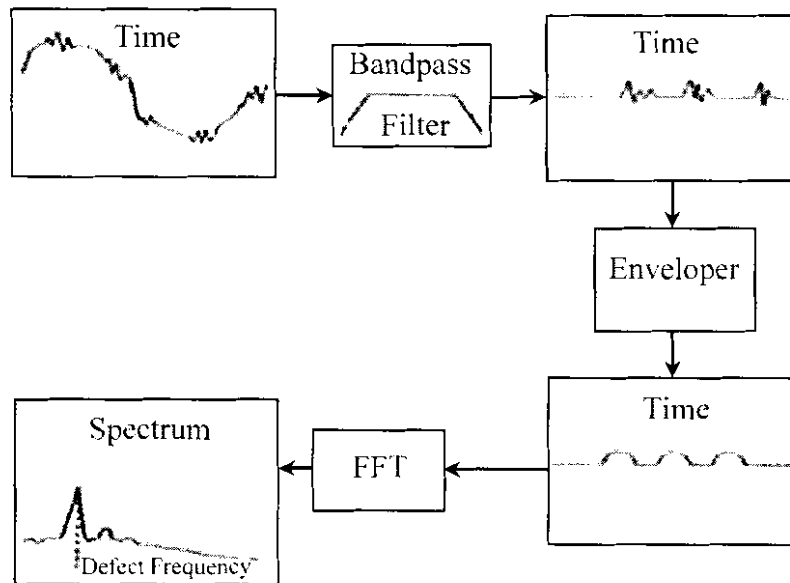 Time
Bandpass
Filter
Time
Enveloper
Time
FFT
Spectrum
Defect Frequency